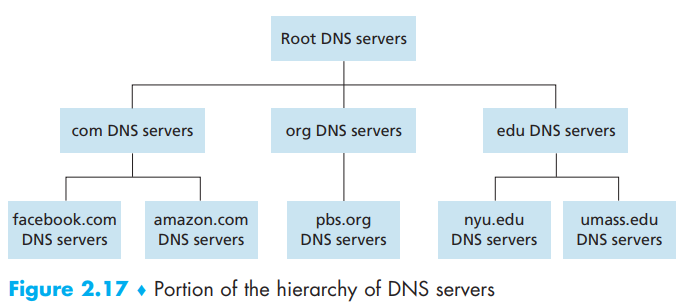 Root DNS servers
com DNS servers
org DNS servers
edu DNS servers
facebook.com
DNS servers
amazon.com
DNS servers
pbs.org
DNS servers
nyu.edu
DNS servers
umass.edu
DNS servers
Figure 2.17 ♦ Portion of the hierarchy of DNS servers